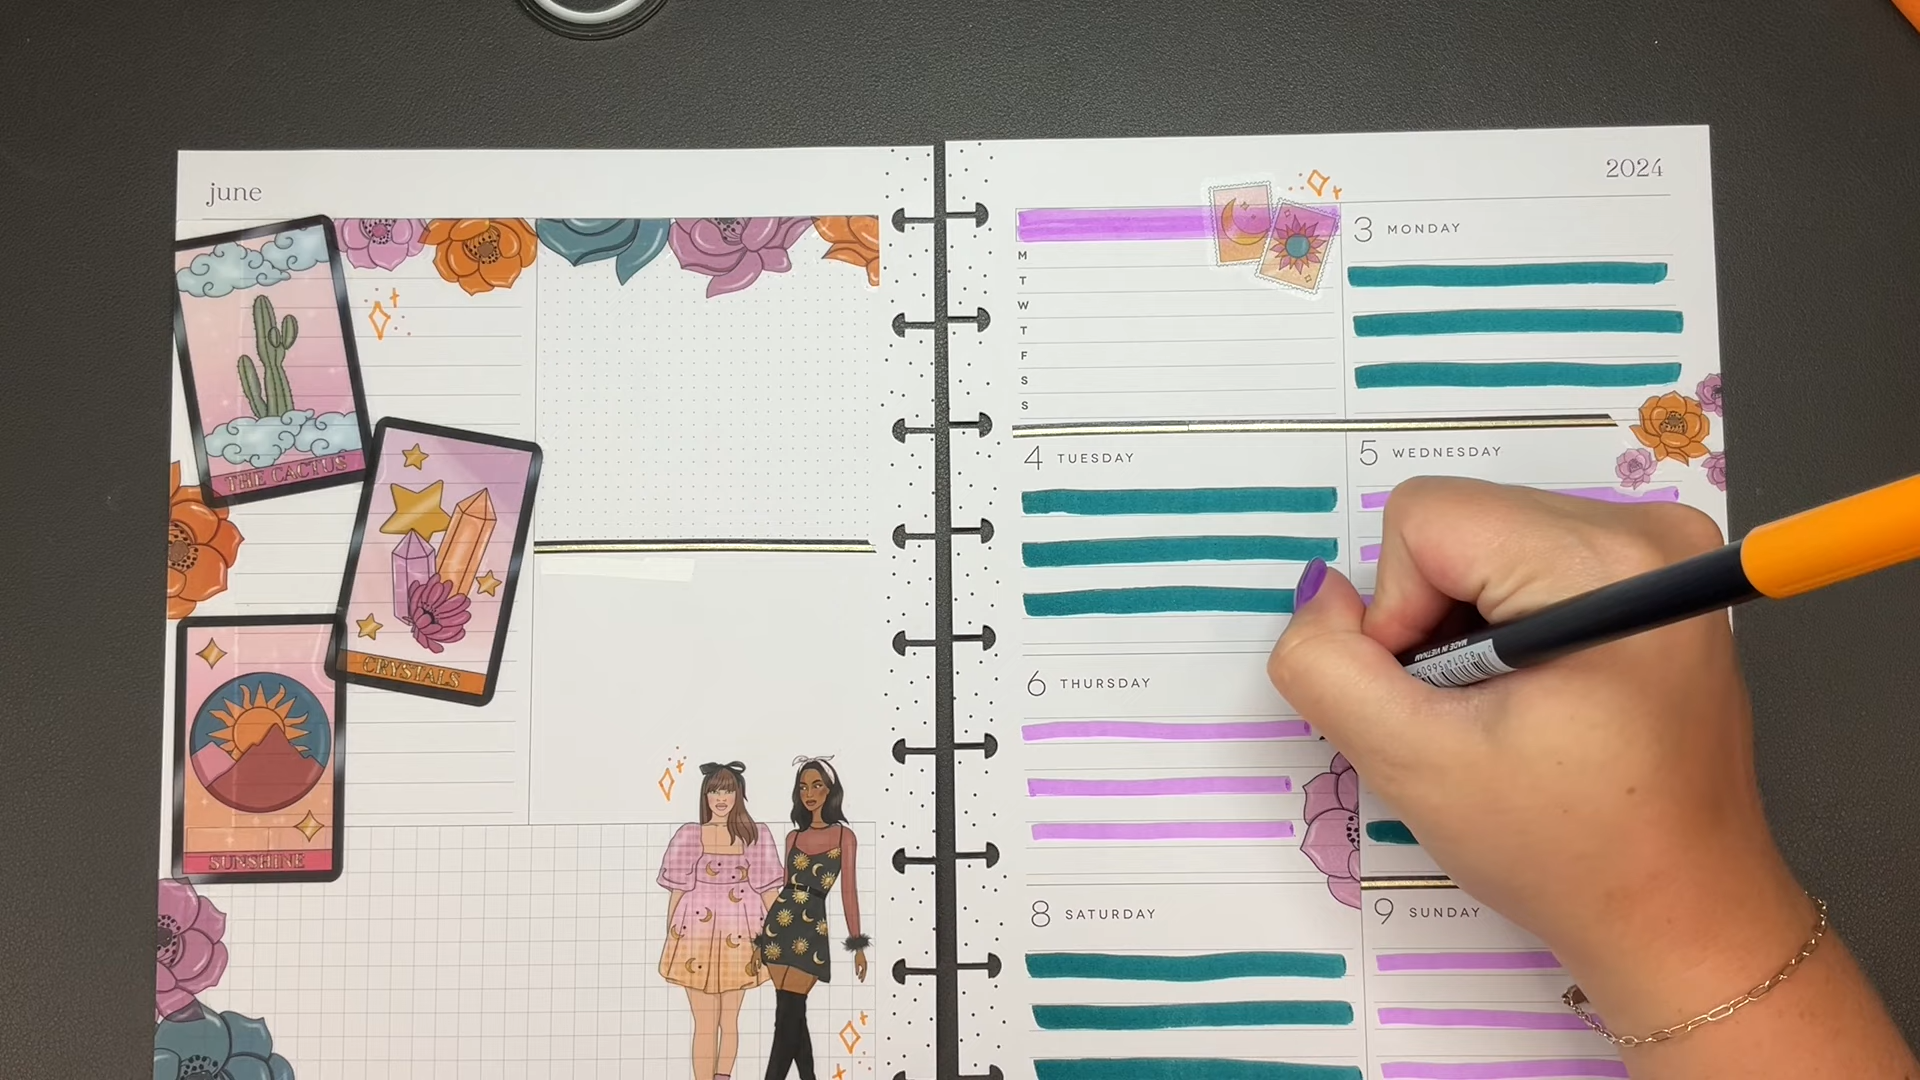 june
THE CACTUS
CRYSTALS
SUNSHINE
2024
M
T
W
T
F
S
S
3 MONDAY
4 TUESDAY
5 WEDNESDAY
6 THURSDAY
8 SATURDAY
9 SUNDAY
MADE IN VIETNAM